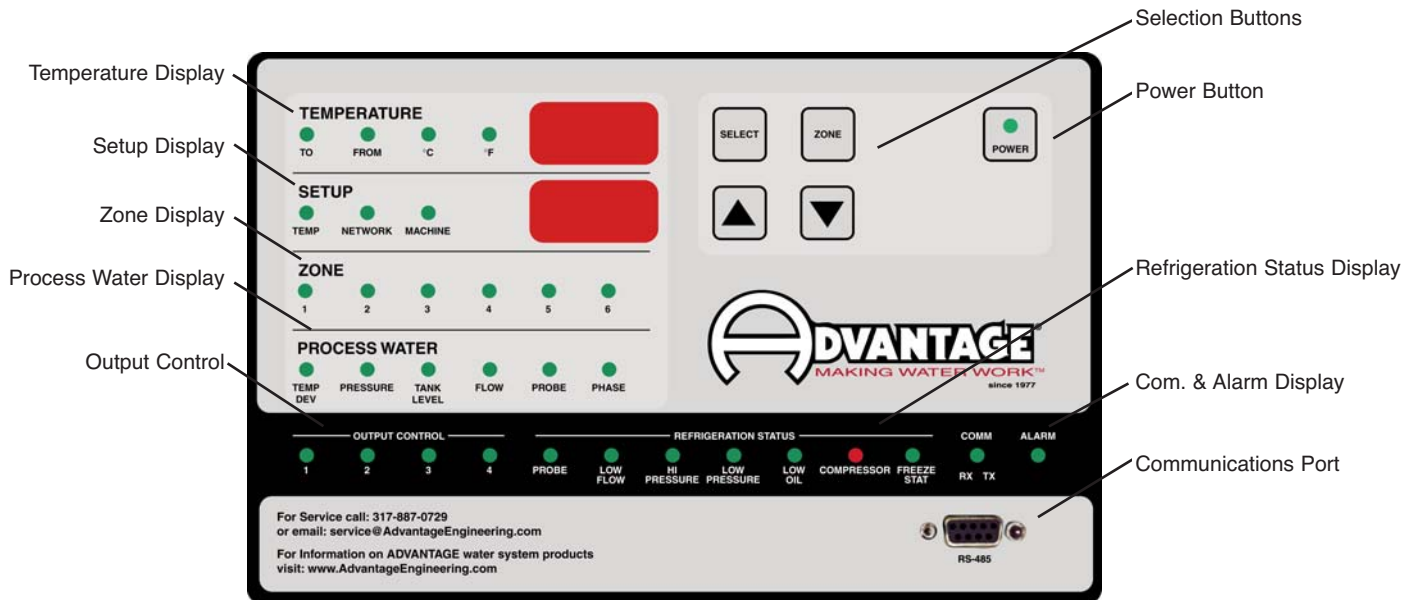 Selection Buttons
Temperature Display
Power Button
Setup Display
Zone Display
Process Water Display
Refrigeration Status Display
Output Control
Com. & Alarm Display
Communications Port
TEMPERATURE
TO FROM °C °F
SETUP
TEMP NETWORK MACHINE
ZONE
1 2 3 4 5 6
PROCESS WATER
TEMP DEV PRESSURE TANK LEVEL FLOW PROBE PHASE
SELECT ZONE POWER
ADVANTAGE®
MAKING WATER WORK™
since 1977
OUTPUT CONTROL REFRIGERATION STATUS COMM ALARM
1 2 3 4 PROBE LOW FLOW HI PRESSURE LOW PRESSURE LOW OIL COMPRESSOR FREEZE STAT RX TX
For Service call: 317-887-0729
or email: service@AdvantageEngineering.com
For Information on ADVANTAGE water system products
visit: www.AdvantageEngineering.com
RS-485